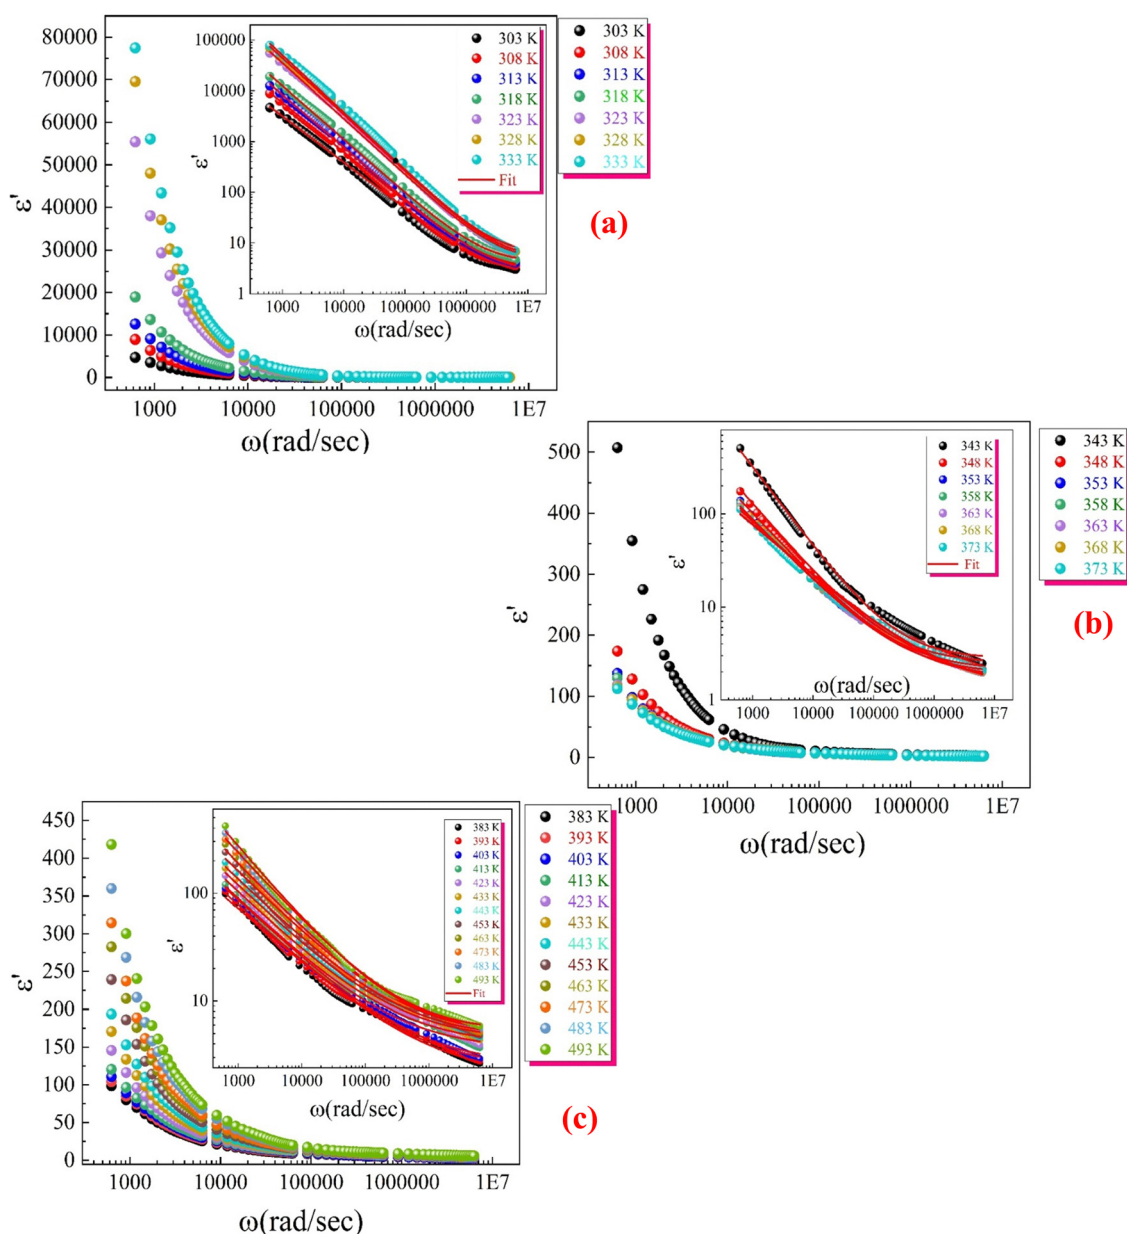 80000
70000
60000
50000
40000
30000
20000
10000
0
ε'
1000 10000 100000 1000000 1E7
ω(rad/sec)
100000
10000
1000
100
10
1
ε'
1000 10000 100000 1000000 1E7
ω(rad/sec)
303 K
308 K
313 K
318 K
323 K
328 K
333 K
Fit
303 K
308 K
313 K
318 K
323 K
328 K
333 K
(a)
500
400
300
200
100
0
ε'
1000 10000 100000 1000000 1E7
ω(rad/sec)
100
10
1
ε'
1000 10000 100000 1000000 1E7
ω(rad/sec)
343 K
348 K
353 K
358 K
363 K
368 K
373 K
Fit
343 K
348 K
353 K
358 K
363 K
368 K
373 K
(b)
450
400
350
300
250
200
150
100
50
0
ε'
1000 10000 100000 1000000 1E7
ω(rad/sec)
100
10
ε'
1000 10000 100000 1000000 1E7
ω(rad/sec)
383 K
393 K
403 K
413 K
423 K
433 K
443 K
453 K
463 K
473 K
483 K
493 K
Fit
383 K
393 K
403 K
413 K
423 K
433 K
443 K
453 K
463 K
473 K
483 K
493 K
(c)